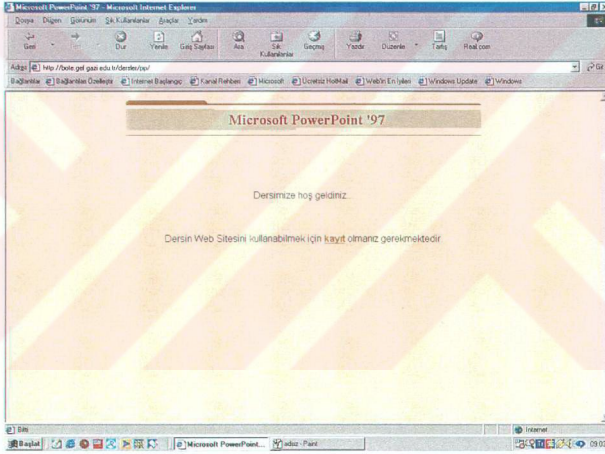 Microsoft PowerPoint '97 - Microsoft Internet Explorer
Dosya Düzen Görünüm Sık Kullanılanlar Araçlar Yardım
Geri Dur Yenile Giriş Sayfası Ara Sık Kullanılanlar Geçmiş Yazdır Düzenle Tartış Real.com
Adres http://bote.gef.gazi.edu.tr/dersler/pp/ Git
Bağlantılar Bağlantıları Özelleştir Internet Başlangıç Kanal Rehberi Microsoft Ücretsiz HotMail Web'in En İyileri Windows Update Windows
Microsoft PowerPoint '97
Dersimize hoş geldiniz.
Dersin Web Sitesini kullanabilmek için kayıt olmanız gerekmektedir
Bitti Internet
Başlat Microsoft PowerPoint... adsız - Paint 09:03